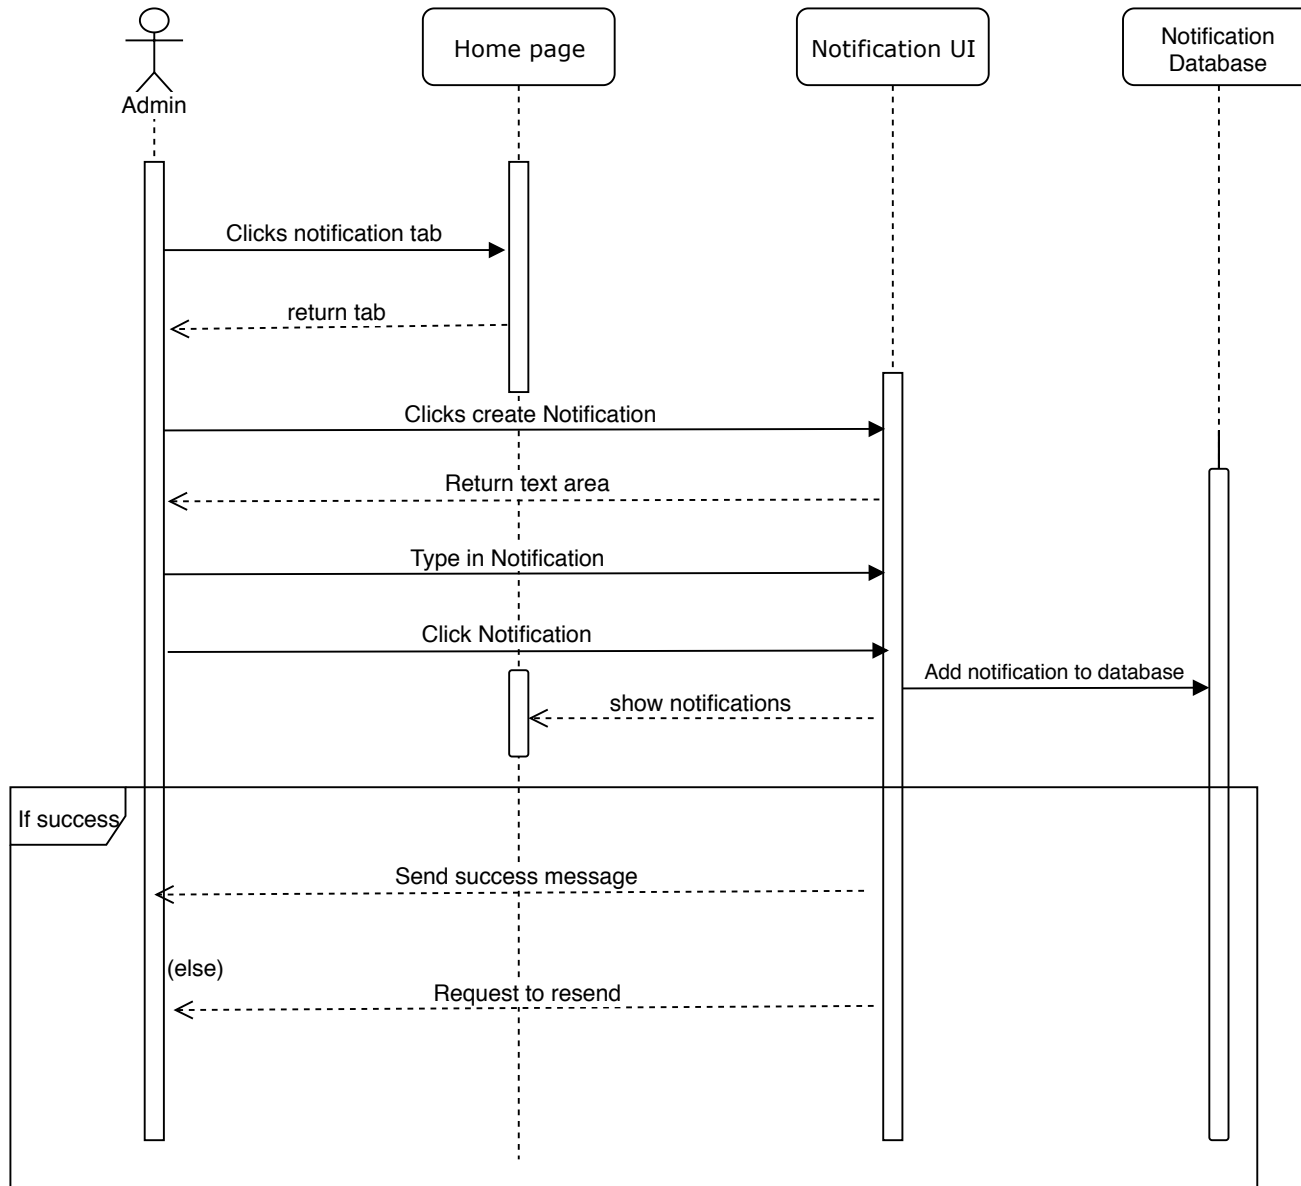 Admin
Home page
Notification UI
Notification
Database
Clicks notification tab
return tab
Clicks create Notification
Return text area
Type in Notification
Click Notification
Add notification to database
show notifications
If success
Send success message
(else)
Request to resend